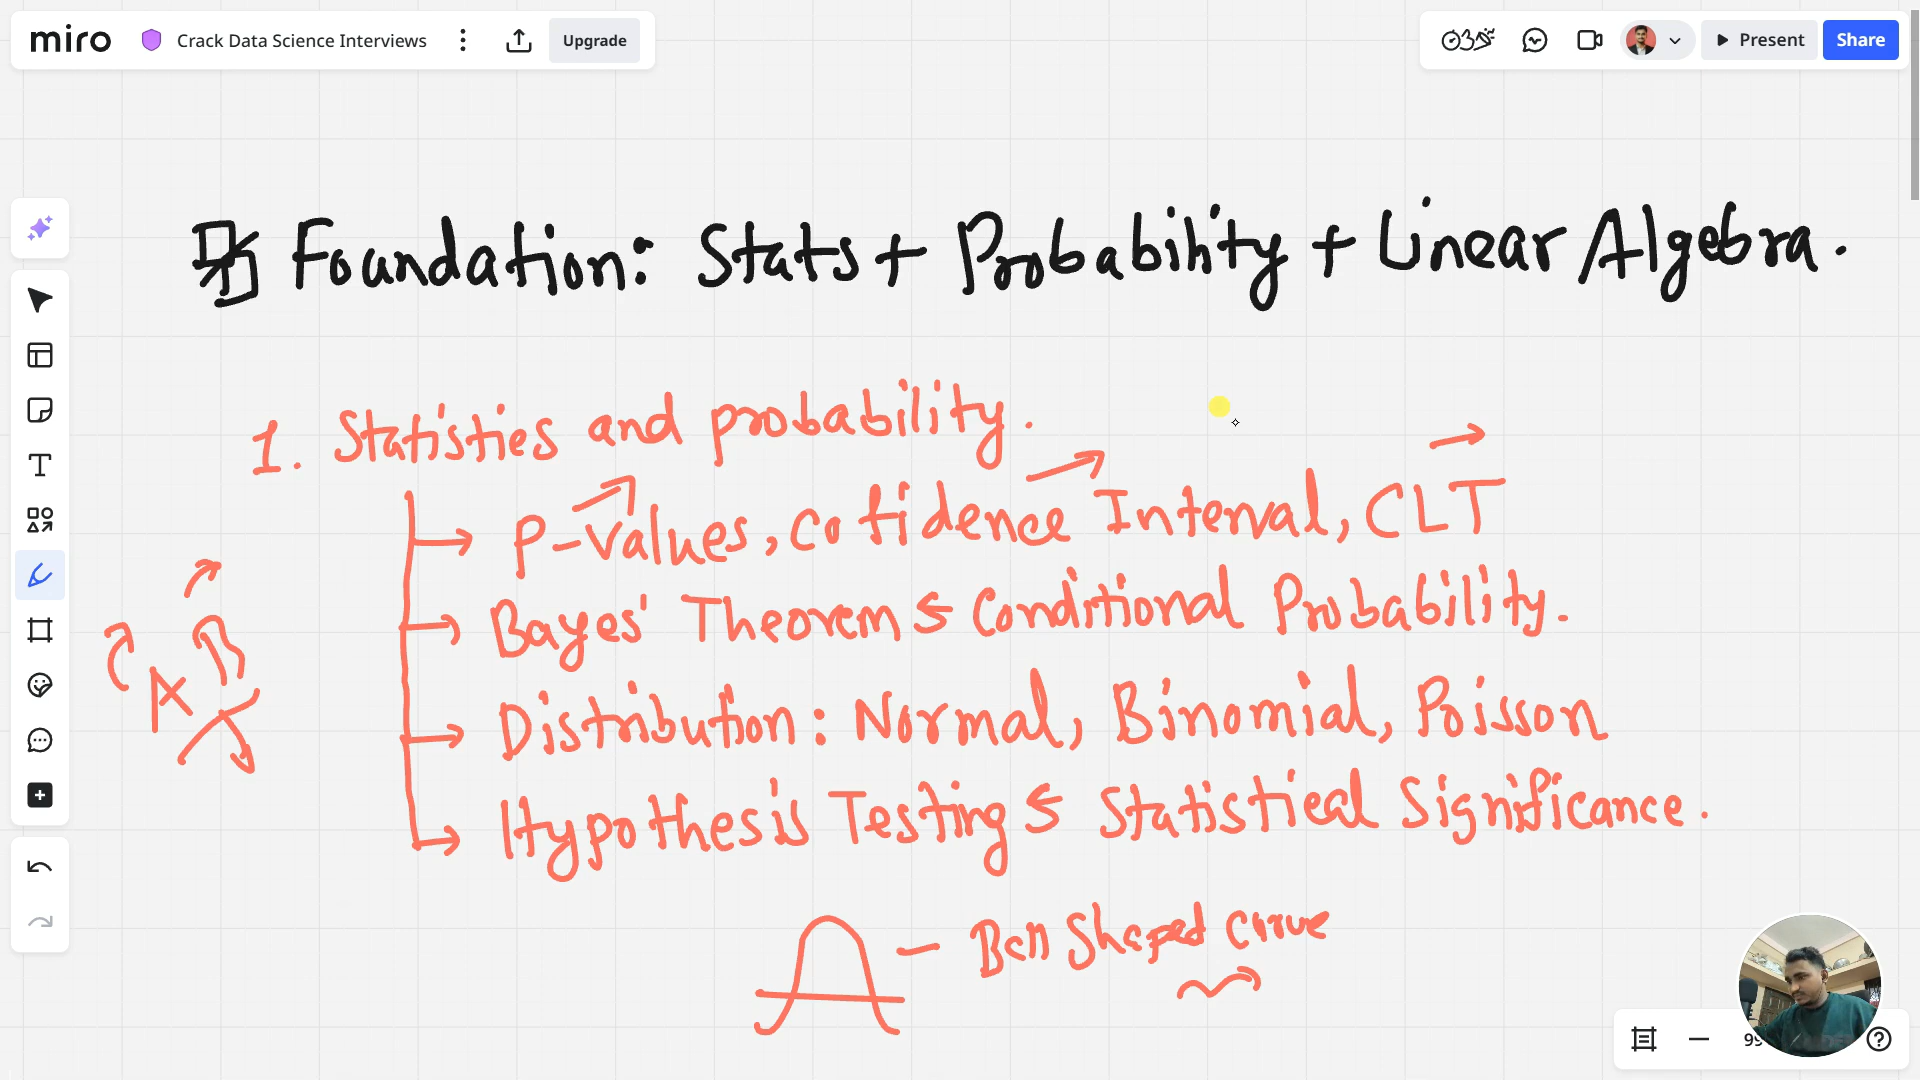 miro Crack Data Science Interviews Upgrade Present Share
Foundation: Stats + Probability + Linear Algebra.
1. Statisties and probability.
P-values, cofidence Interval, CLT
Bayes' Theorem & Conditional Probability.
Distribution: Normal, Binomial, Poisson
Hypothesis Testing & Statistical Significance.
Bell Shaped Curve